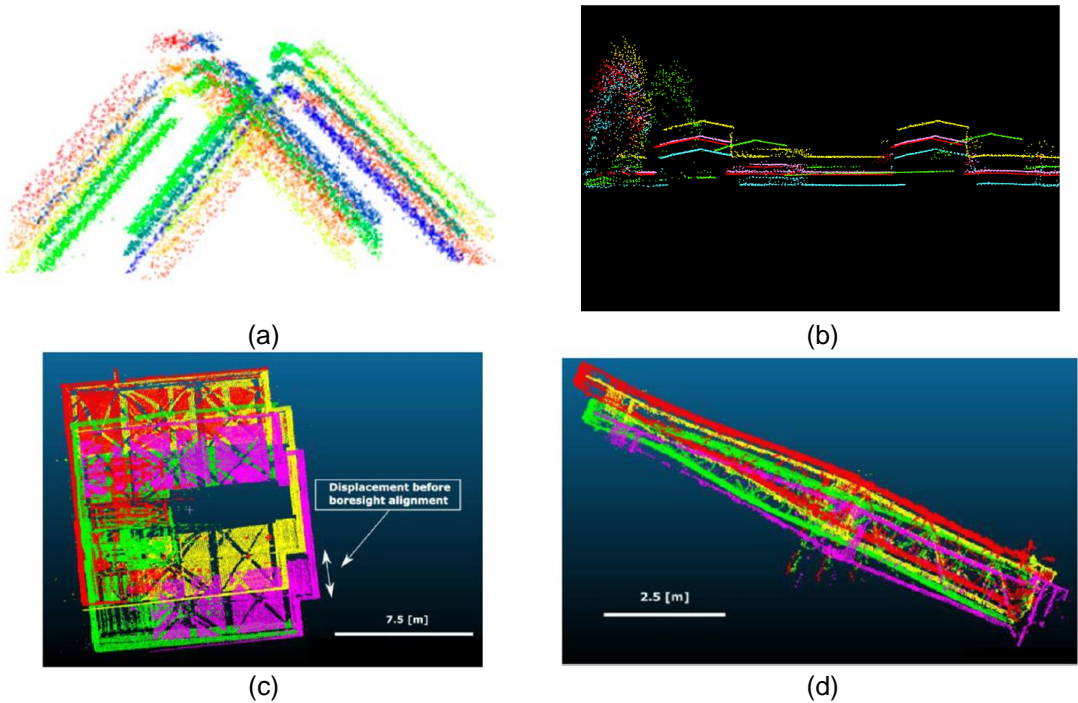 (a)
(b)
Displacement before
boresight alignment
7.5 [m]
2.5 [m]
(c)
(d)